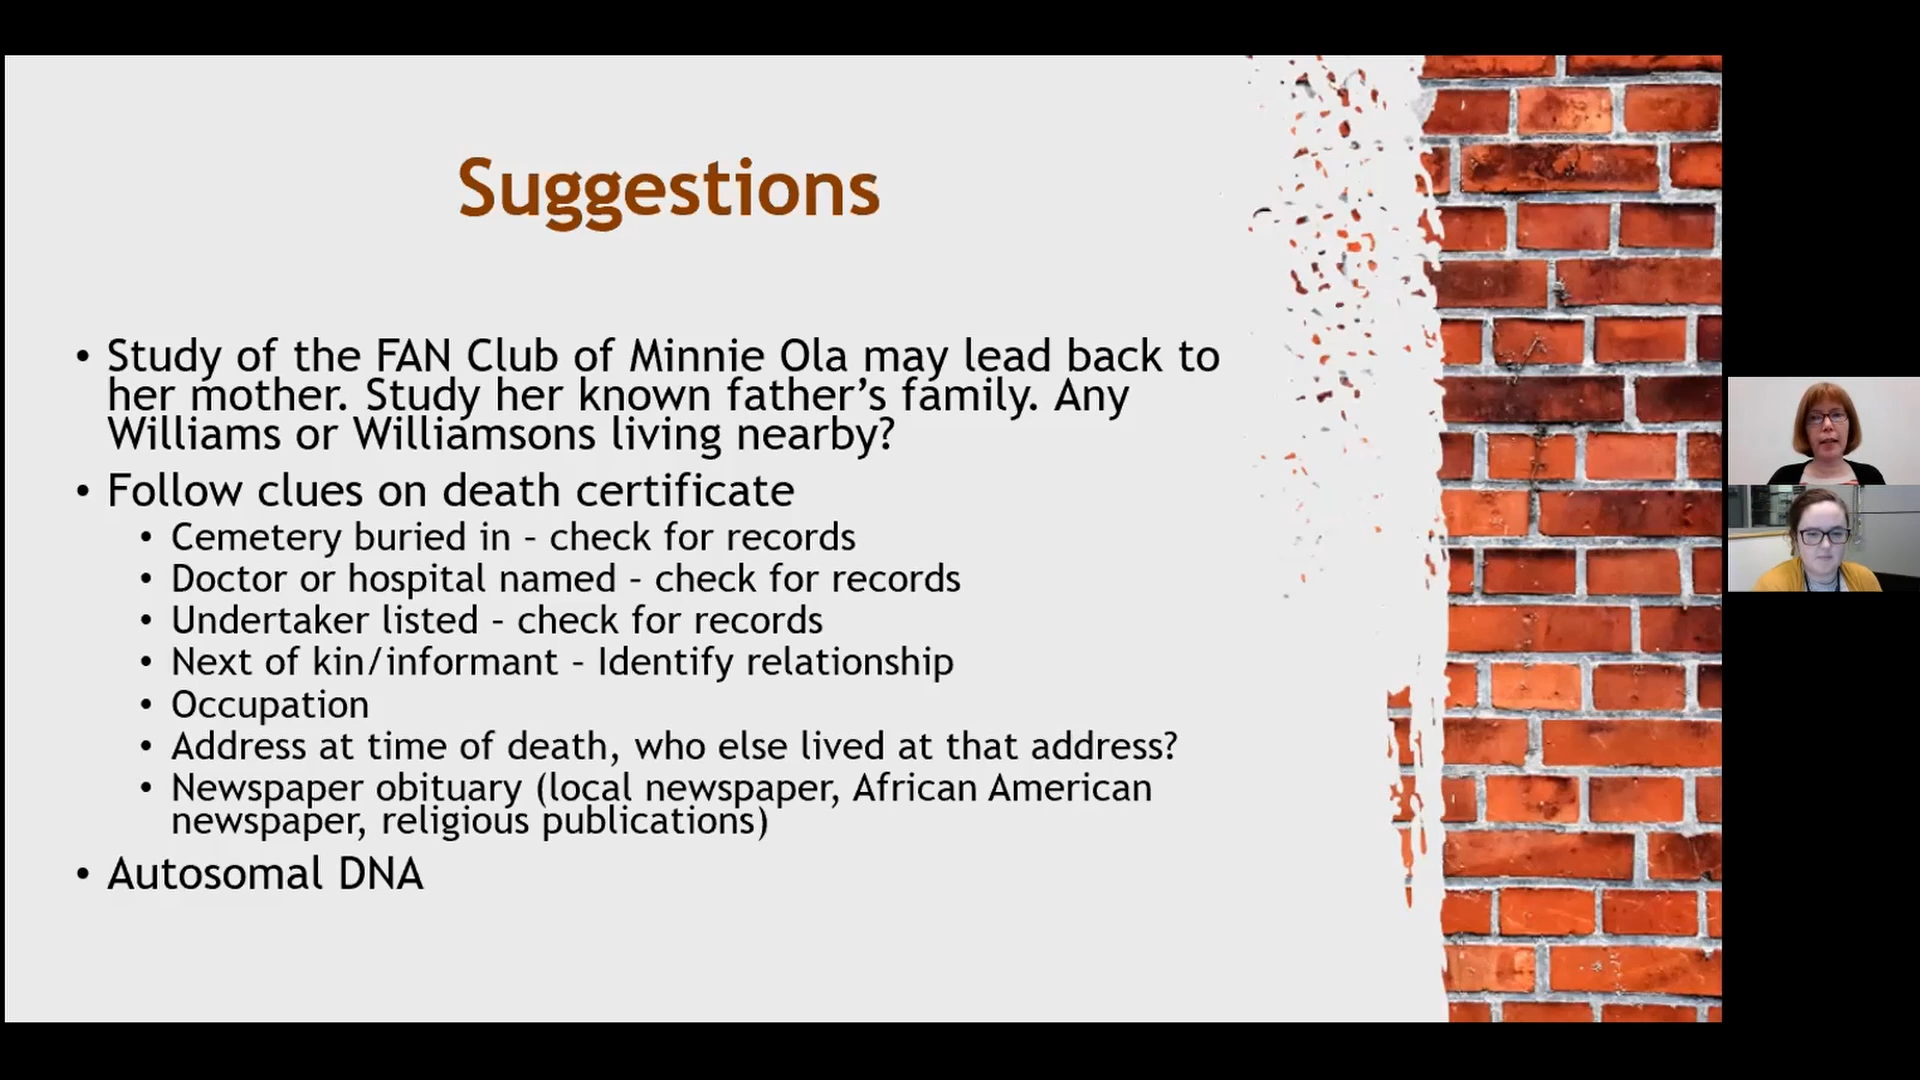 Suggestions
• Study of the FAN Club of Minnie Ola may lead back to
her mother. Study her known father’s family. Any
Williams or Williamsons living nearby?
• Follow clues on death certificate
• Cemetery buried in – check for records
• Doctor or hospital named – check for records
• Undertaker listed – check for records
• Next of kin/informant – Identify relationship
• Occupation
• Address at time of death, who else lived at that address?
• Newspaper obituary (local newspaper, African American
newspaper, religious publications)
• Autosomal DNA